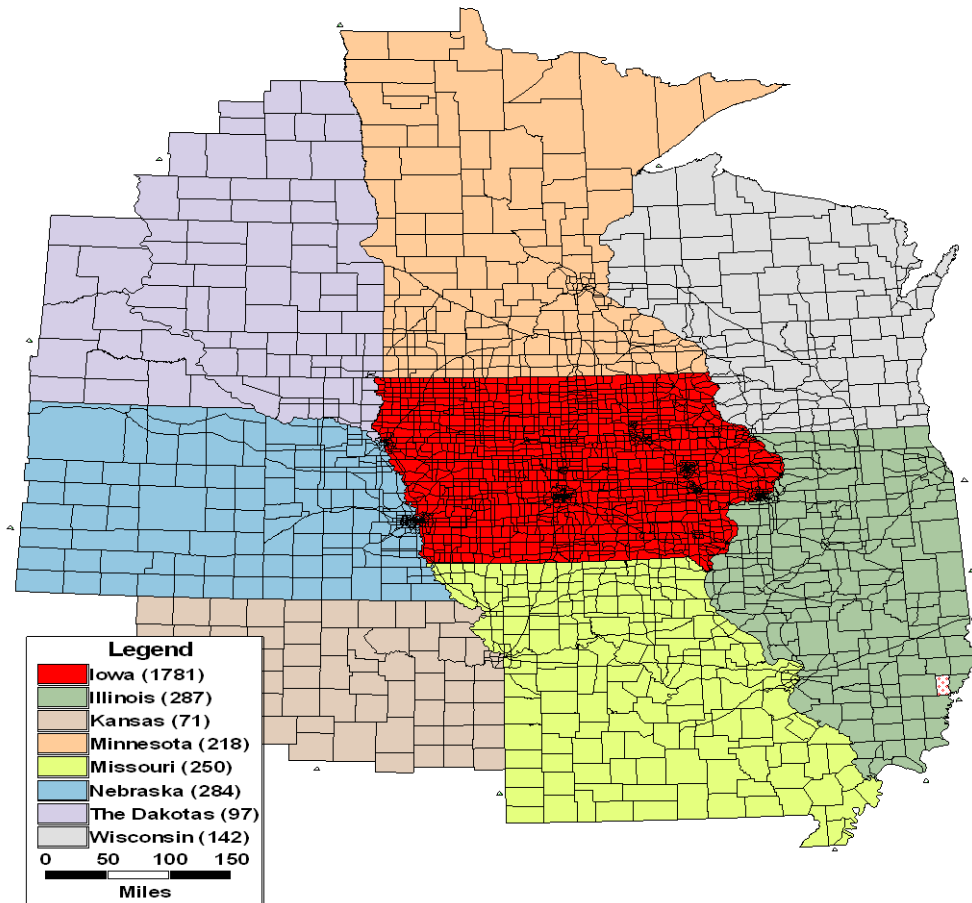 Legend
Iowa (1781)
Illinois (287)
Kansas (71)
Minnesota (218)
Missouri (250)
Nebraska (284)
The Dakotas (97)
Wisconsin (142)
0 50 100 150
Miles